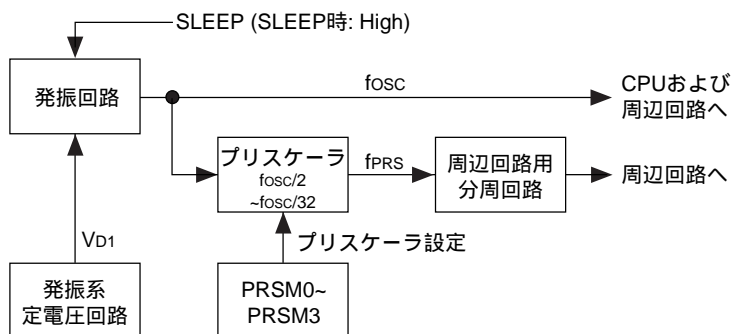 SLEEP (SLEEP時: High)
発振回路
fOSC
CPUおよび
周辺回路へ
プリスケーラ
fOSC/2
~fOSC/32
fPRS
周辺回路用
分周回路
周辺回路へ
VD1
プリスケーラ設定
発振系
定電圧回路
PRSM0~
PRSM3